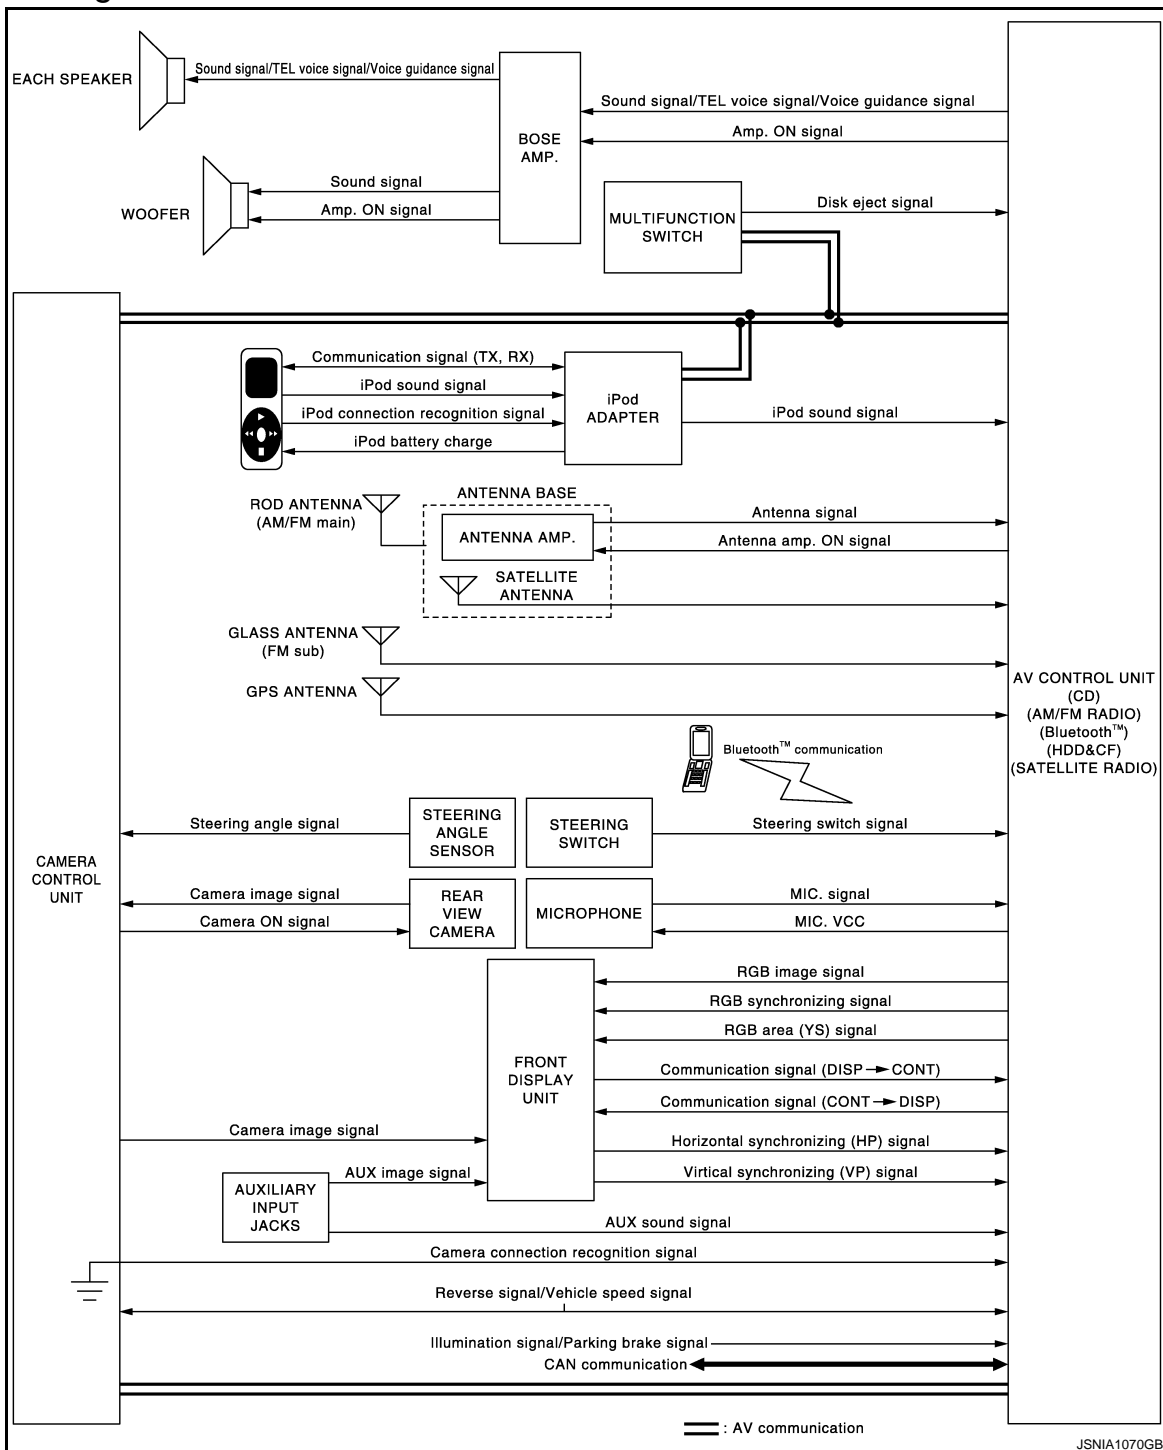 EACH SPEAKER
Sound signal/TEL voice signal/Voice guidance signal
BOSE
AMP.
Sound signal/TEL voice signal/Voice guidance signal
Amp. ON signal
WOOFER
Sound signal
Amp. ON signal
MULTIFUNCTION
SWITCH
Disk eject signal
Communication signal (TX, RX)
iPod sound signal
iPod connection recognition signal
iPod battery charge
iPod
ADAPTER
iPod sound signal
ROD ANTENNA
(AM/FM main)
ANTENNA BASE
ANTENNA AMP.
Antenna signal
Antenna amp. ON signal
SATELLITE
ANTENNA
GLASS ANTENNA
(FM sub)
GPS ANTENNA
AV CONTROL UNIT
(CD)
(AM/FM RADIO)
(Bluetooth™)
(HDD&CF)
(SATELLITE RADIO)
Bluetooth™ communication
CAMERA
CONTROL
UNIT
Steering angle signal
STEERING
ANGLE
SENSOR
STEERING
SWITCH
Steering switch signal
Camera image signal
Camera ON signal
REAR
VIEW
CAMERA
MICROPHONE
MIC. signal
MIC. VCC
FRONT
DISPLAY
UNIT
RGB image signal
RGB synchronizing signal
RGB area (YS) signal
Communication signal (DISP → CONT)
Communication signal (CONT → DISP)
Horizontal synchronizing (HP) signal
Virtical synchronizing (VP) signal
Camera image signal
AUXILIARY
INPUT
JACKS
AUX image signal
AUX sound signal
Camera connection recognition signal
Reverse signal/Vehicle speed signal
Illumination signal/Parking brake signal
CAN communication
: AV communication
JSNIA1070GB